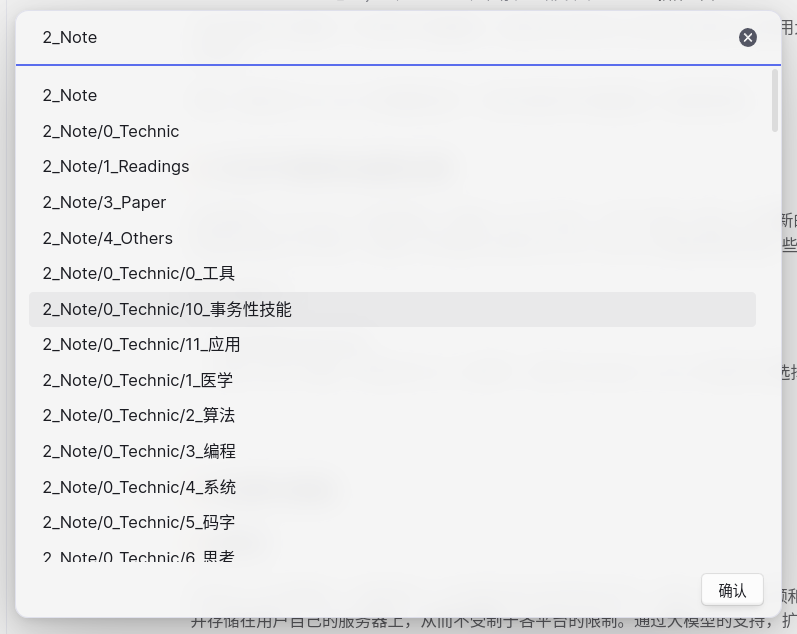 2_Note
2_Note
2_Note/0_Technic
2_Note/1_Readings
2_Note/3_Paper
2_Note/4_Others
2_Note/0_Technic/0_工具
2_Note/0_Technic/10_事务性技能
2_Note/0_Technic/11_应用
2_Note/0_Technic/1_医学
2_Note/0_Technic/2_算法
2_Note/0_Technic/3_编程
2_Note/0_Technic/4_系统
2_Note/0_Technic/5_码字
2_Note/0_Technic/6_思考
确认
并存储在用户自己的服务器上，从而不受制于各平台的限制。通过大模型的支持，扩